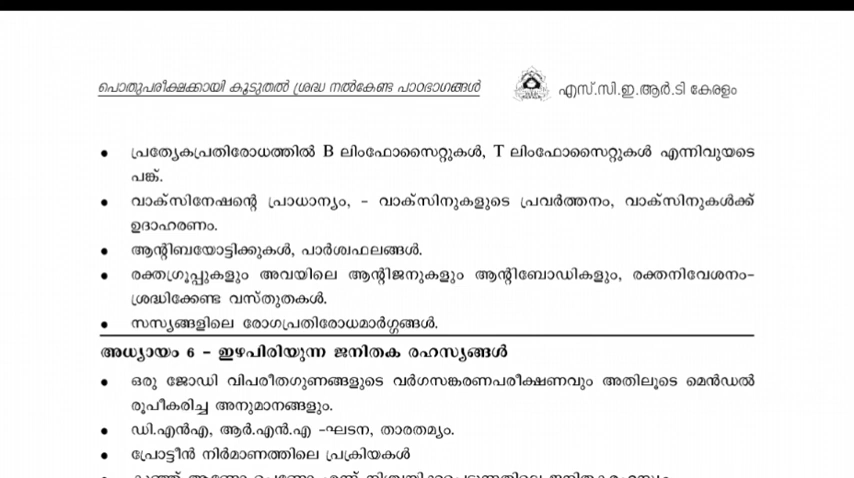 പൊതുപരീക്ഷക്കായി കൂടുതൽ ശ്രദ്ധ നൽകേണ്ട പാഠഭാഗങ്ങൾ
എസ്.സി.ഇ.ആർ.ടി കേരളം
• പ്രത്യേകപ്രതിരോധത്തിൽ B ലിംഫോസൈറ്റുകൾ, T ലിംഫോസൈറ്റുകൾ എന്നിവുയടെ
പങ്ക്.
• വാക്സിനേഷന്റെ പ്രാധാന്യം, - വാക്സിനുകളുടെ പ്രവർത്തനം, വാക്സിനുകൾക്ക്
ഉദാഹരണം.
• ആന്റിബയോട്ടിക്കുകൾ, പാർശ്വഫലങ്ങൾ.
• രക്തഗ്രൂപ്പുകളും അവയിലെ ആന്റിജനുകളും ആന്റിബോഡികളും, രക്തനിവേശനം-
ശ്രദ്ധിക്കേണ്ട വസ്തുതകൾ.
• സസ്യങ്ങളിലെ രോഗപ്രതിരോധമാർഗ്ഗങ്ങൾ.
അധ്യായം 6 - ഇഴപിരിയുന്ന ജനിതക രഹസ്യങ്ങൾ
• ഒരു ജോഡി വിപരീതഗുണങ്ങളുടെ വർഗസങ്കരണപരീക്ഷണവും അതിലൂടെ മെൻഡൽ
രൂപീകരിച്ച അനുമാനങ്ങളും.
• ഡി.എൻഎ, ആർ.എൻ.എ -ഘടന, താരതമ്യം.
• പ്രോട്ടീൻ നിർമാണത്തിലെ പ്രക്രിയകൾ